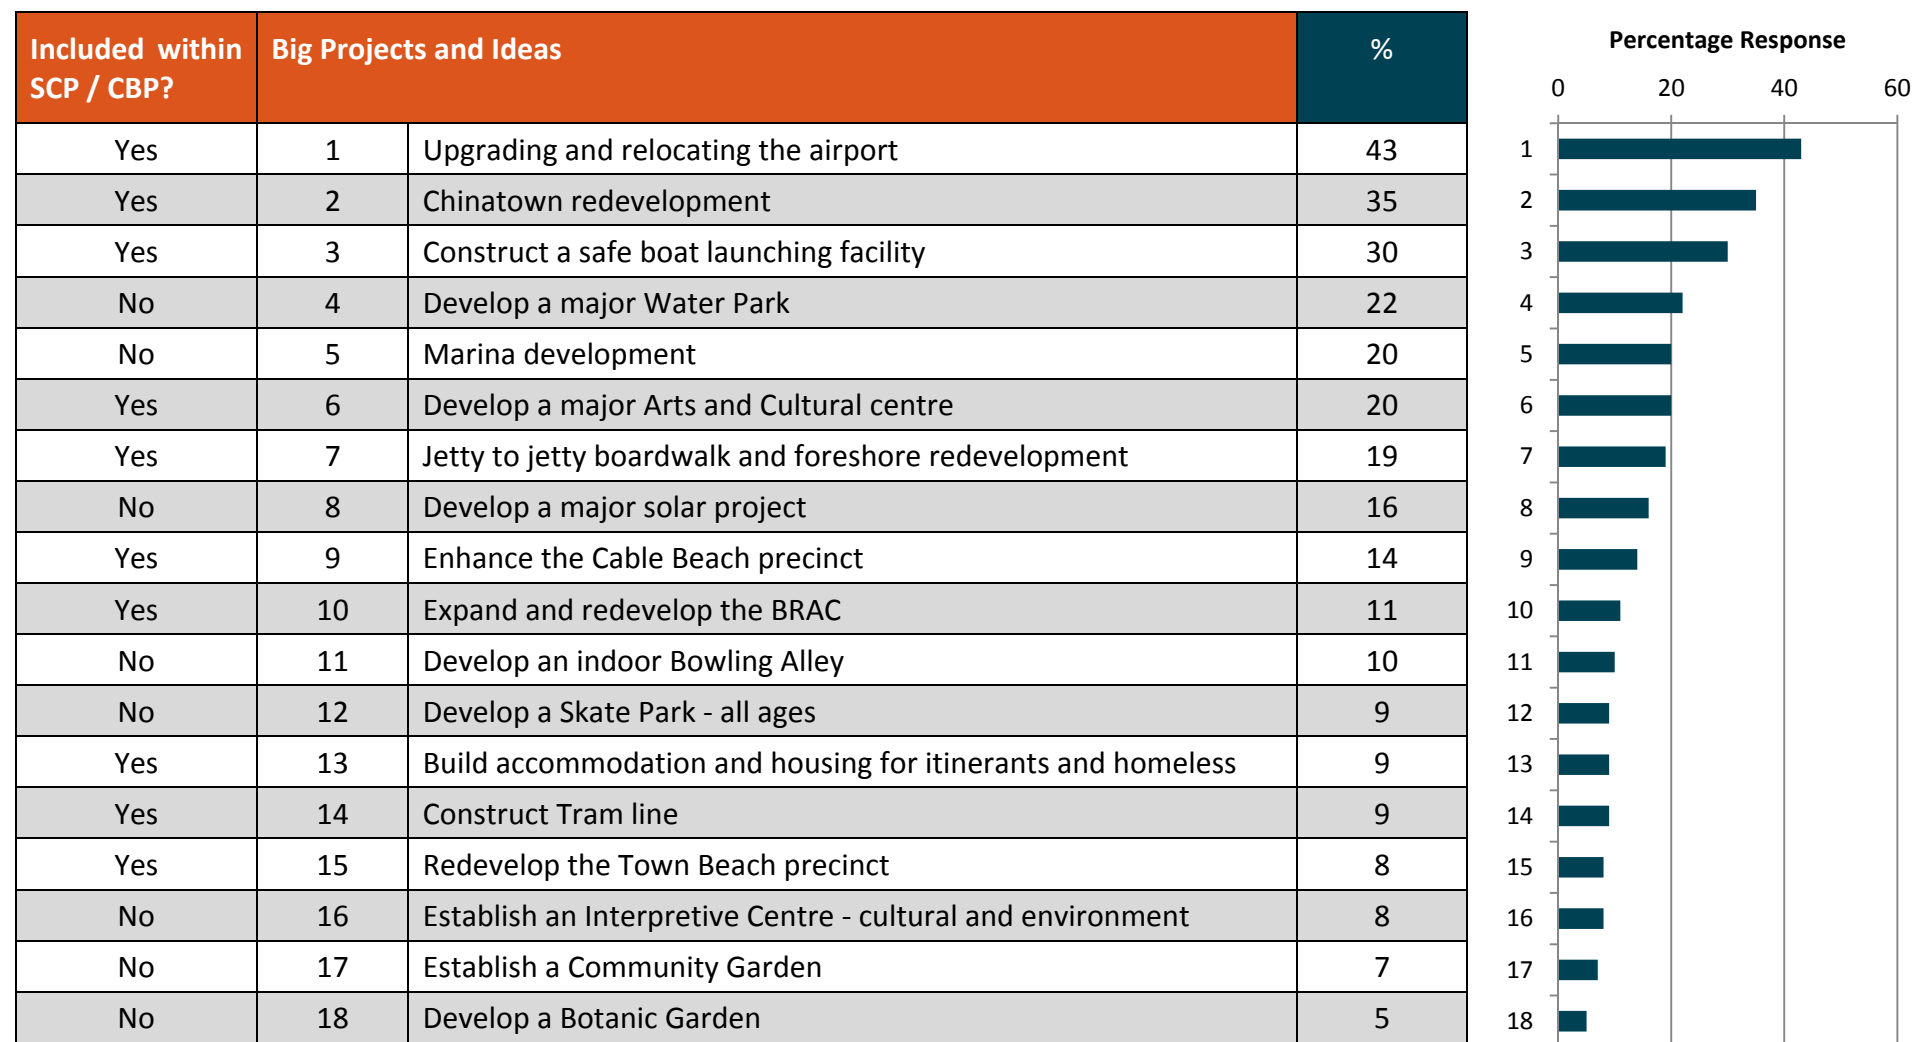 Included within Big Projects and Ideas %
SCP / CBP?
Yes 1 Upgrading and relocating the airport 43
Yes 2 Chinatown redevelopment 35
Yes 3 Construct a safe boat launching facility 30
No 4 Develop a major Water Park 22
No 5 Marina development 20
Yes 6 Develop a major Arts and Cultural centre 20
Yes 7 Jetty to jetty boardwalk and foreshore redevelopment 19
No 8 Develop a major solar project 16
Yes 9 Enhance the Cable Beach precinct 14
Yes 10 Expand and redevelop the BRAC 11
No 11 Develop an indoor Bowling Alley 10
No 12 Develop a Skate Park - all ages 9
Yes 13 Build accommodation and housing for itinerants and homeless 9
Yes 14 Construct Tram line 9
Yes 15 Redevelop the Town Beach precinct 8
No 16 Establish an Interpretive Centre - cultural and environment 8
No 17 Establish a Community Garden 7
No 18 Develop a Botanic Garden 5
Percentage Response
0 20 40 60
1
2
3
4
5
6
7
8
9
10
11
12
13
14
15
16
17
18